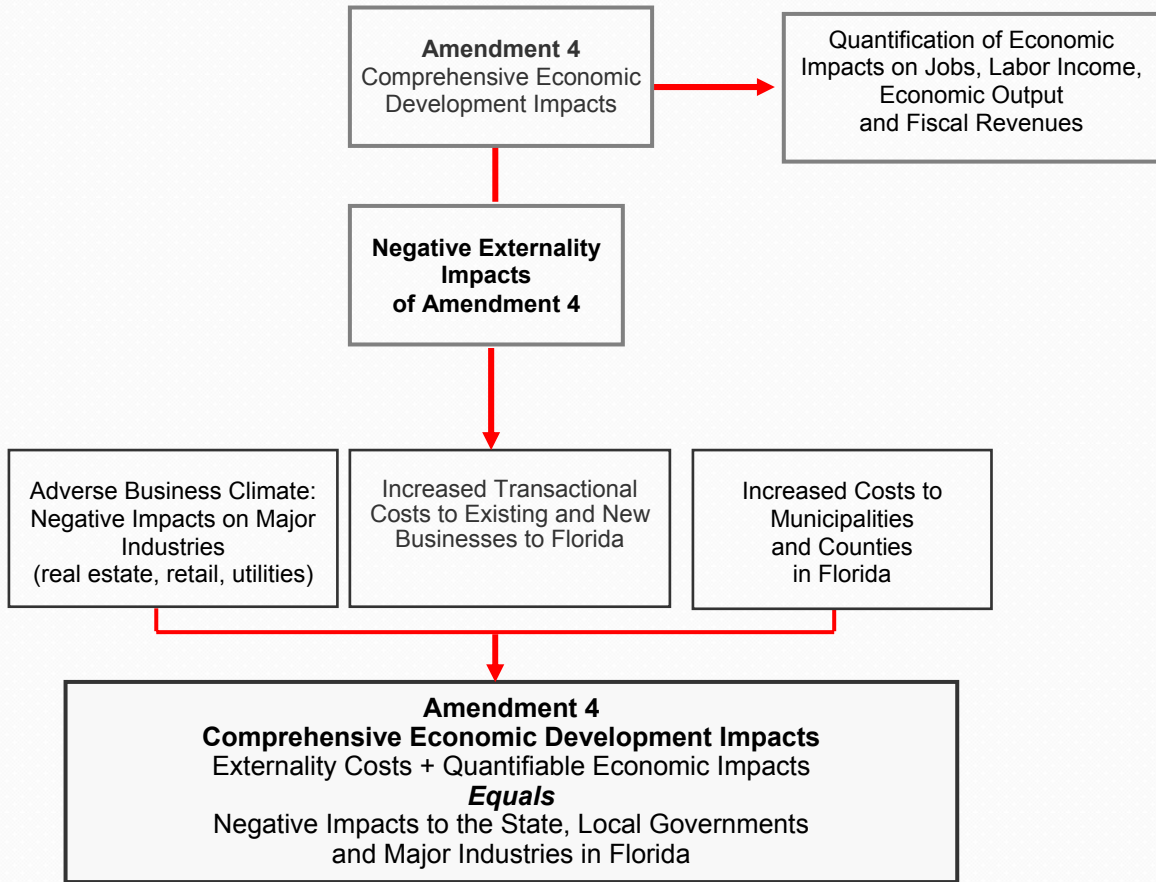 Amendment 4
Comprehensive Economic
Development Impacts
Quantification of Economic
Impacts on Jobs, Labor Income,
Economic Output
and Fiscal Revenues
Negative Externality
Impacts
of Amendment 4
Adverse Business Climate:
Negative Impacts on Major
Industries
(real estate, retail, utilities)
Increased Transactional
Costs to Existing and New
Businesses to Florida
Increased Costs to
Municipalities
and Counties
in Florida
Amendment 4
Comprehensive Economic Development Impacts
Externality Costs + Quantifiable Economic Impacts
Equals
Negative Impacts to the State, Local Governments
and Major Industries in Florida